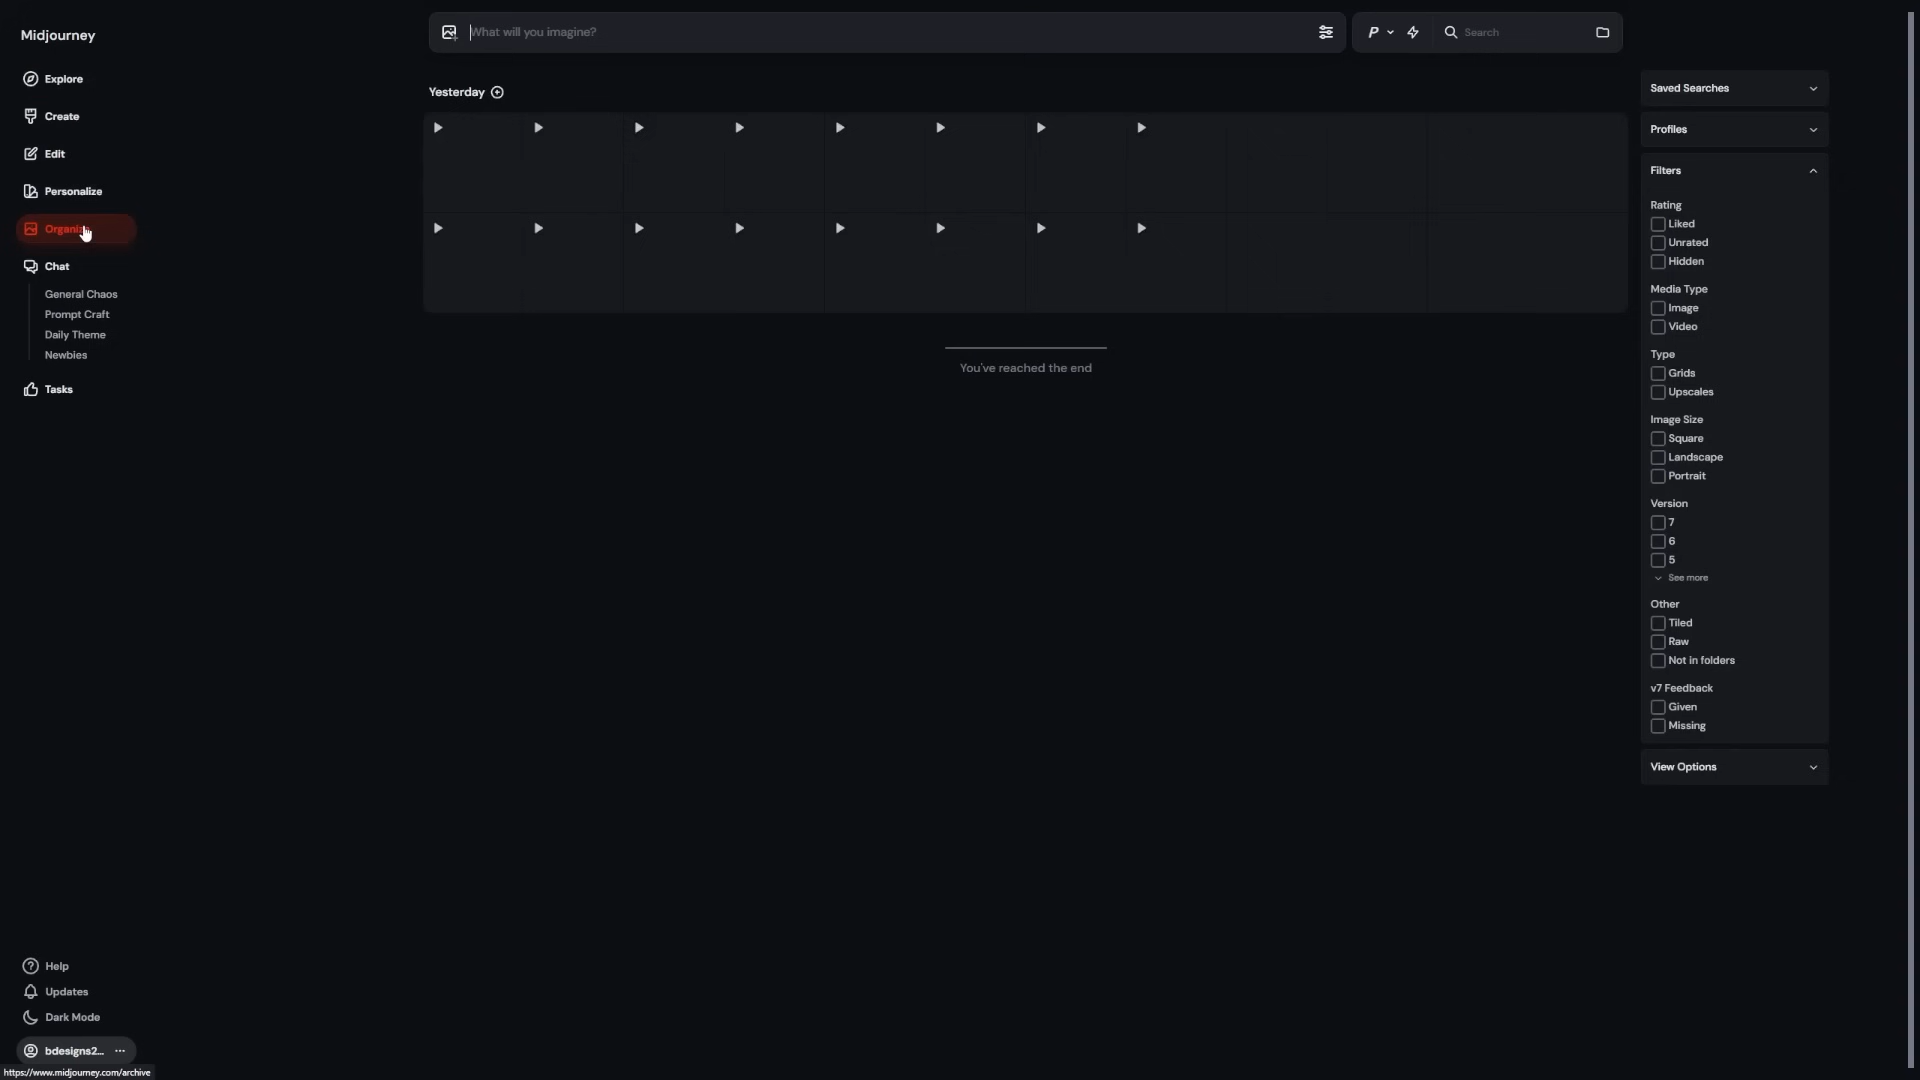 Midjourney
Explore
Create
Edit
Personalize
Organize
Chat
General Chaos
Prompt Craft
Daily Theme
Newbies
Tasks
Help
Updates
Dark Mode
bdesigns2... ...
https://www.midjourney.com/archive
What will you imagine?
P
Search
Yesterday
You've reached the end
Saved Searches
Profiles
Filters
Rating
Liked
Unrated
Hidden
Media Type
Image
Video
Type
Grids
Upscales
Image Size
Square
Landscape
Portrait
Version
7
6
5
See more
Other
Tiled
Raw
Not in folders
v7 Feedback
Given
Missing
View Options